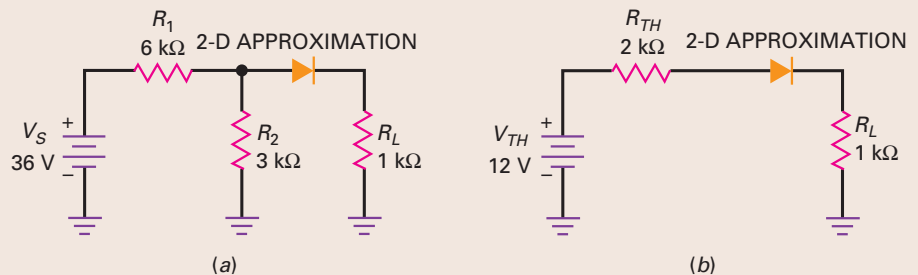 R1
6 kΩ
2-D APPROXIMATION
+
VS
36 V
–
R2
3 kΩ
RL
1 kΩ
(a)
RTH
2 kΩ
2-D APPROXIMATION
+
VTH
12 V
–
RL
1 kΩ
(b)